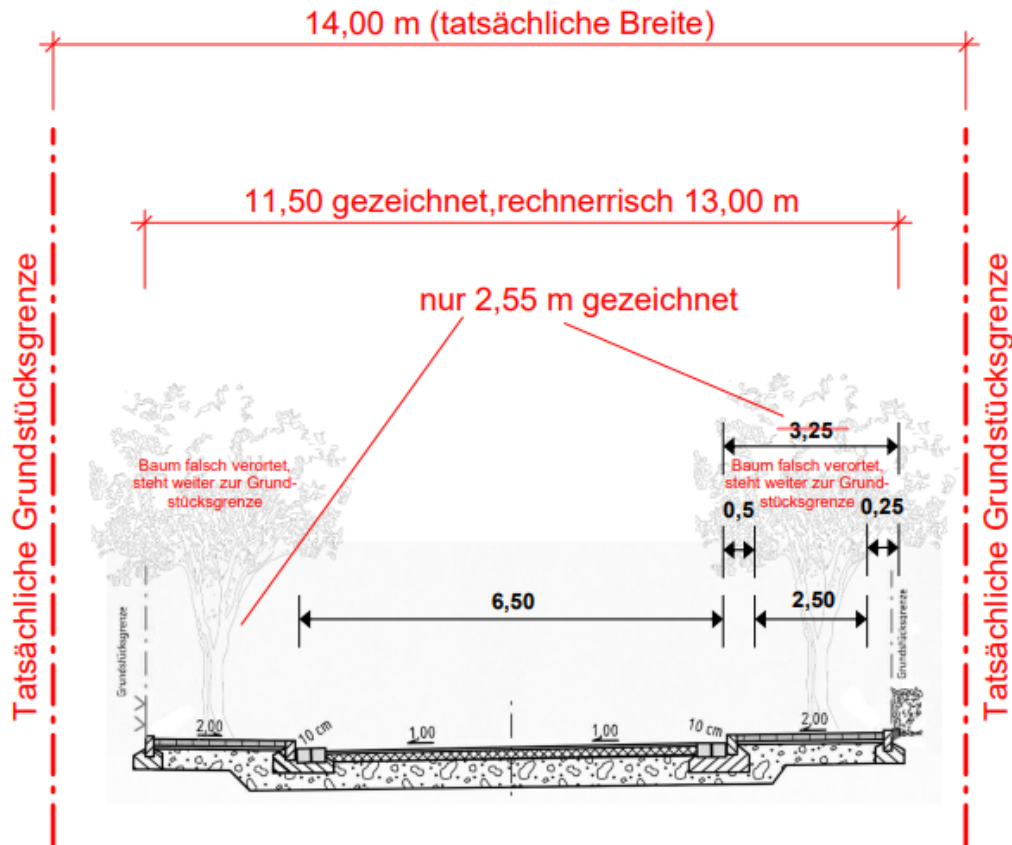 14,00 m (tatsächliche Breite)
11,50 gezeichnet,rechnerrisch 13,00 m
nur 2,55 m gezeichnet
Tatsächliche Grundstücksgrenze
Tatsächliche Grundstücksgrenze
3,25
Baum falsch verortet,
steht weiter zur Grund-
stücksgrenze
Baum falsch verortet,
steht weiter zur Grund-
stücksgrenze
0,5
0,25
6,50
2,50
Grundstücksgrenze
Grundstücksgrenze
2,00
10 cm
1,00
1,00
10 cm
2,00